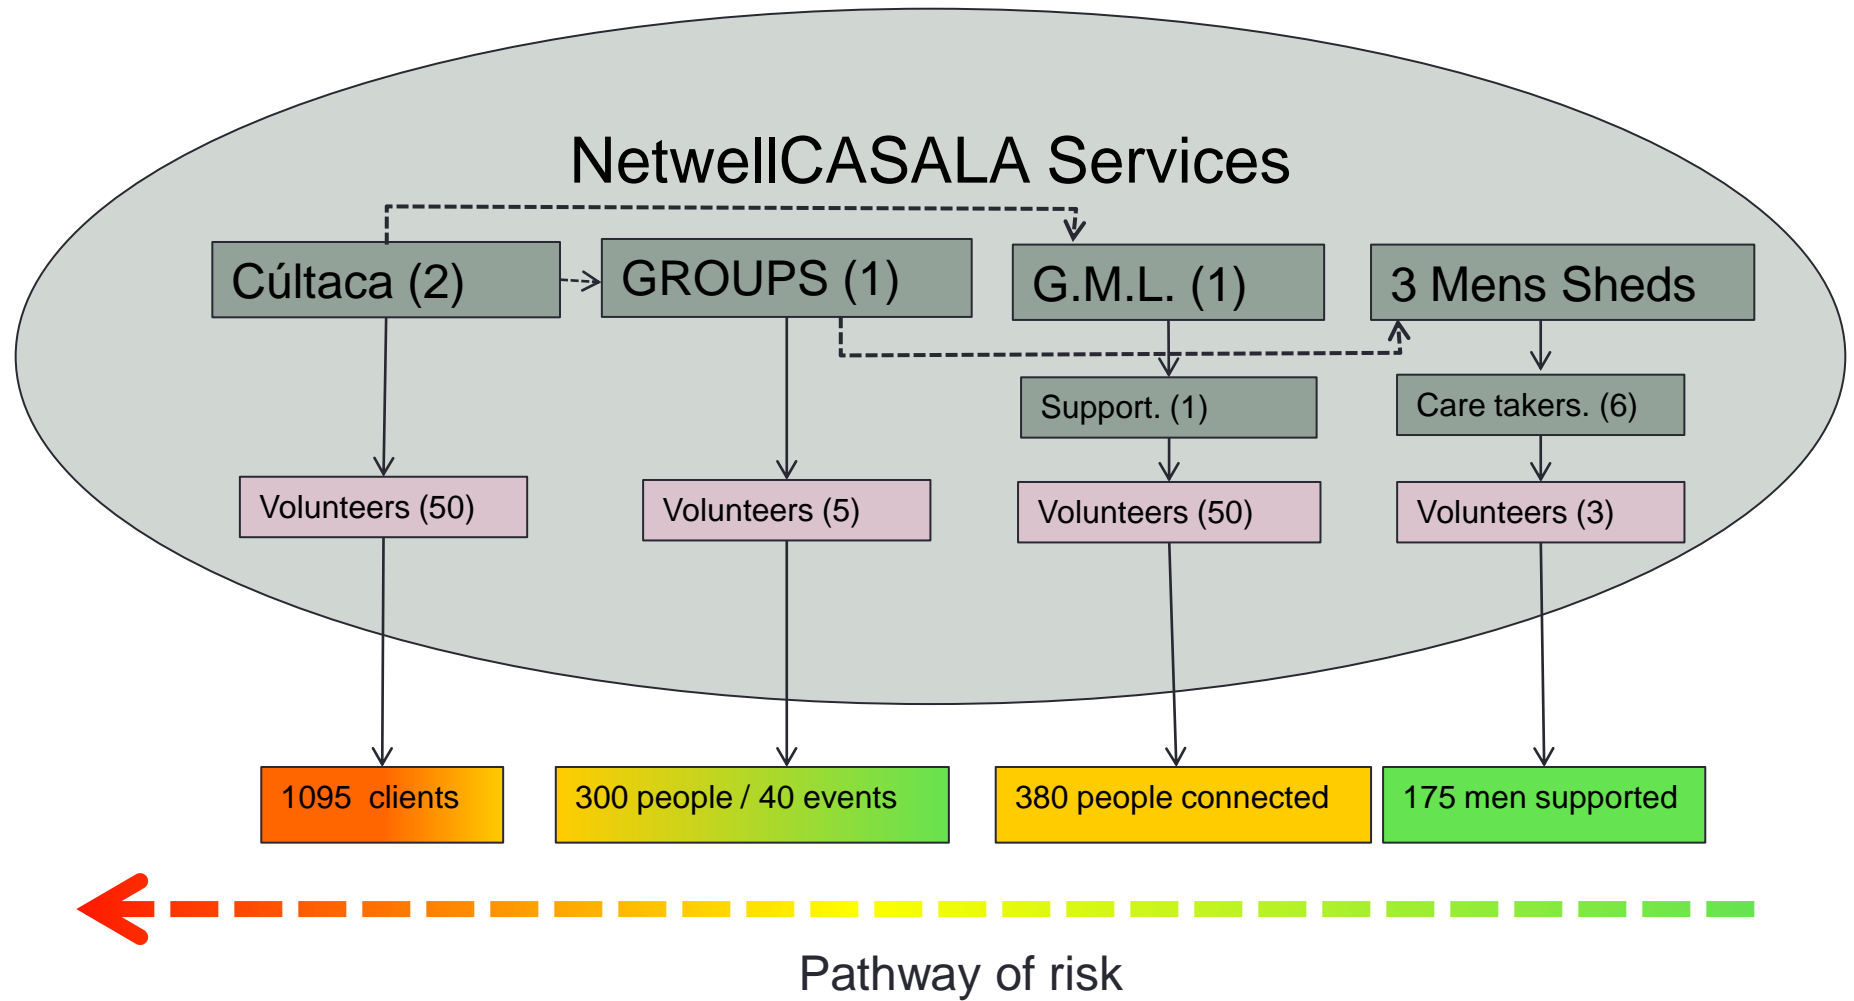 NetwellCASALA Services
Cúltaca (2)
GROUPS (1)
G.M.L. (1)
3 Mens Sheds
Support. (1)
Care takers. (6)
Volunteers (50)
Volunteers (5)
Volunteers (50)
Volunteers (3)
1095 clients
300 people / 40 events
380 people connected
175 men supported
Pathway of risk